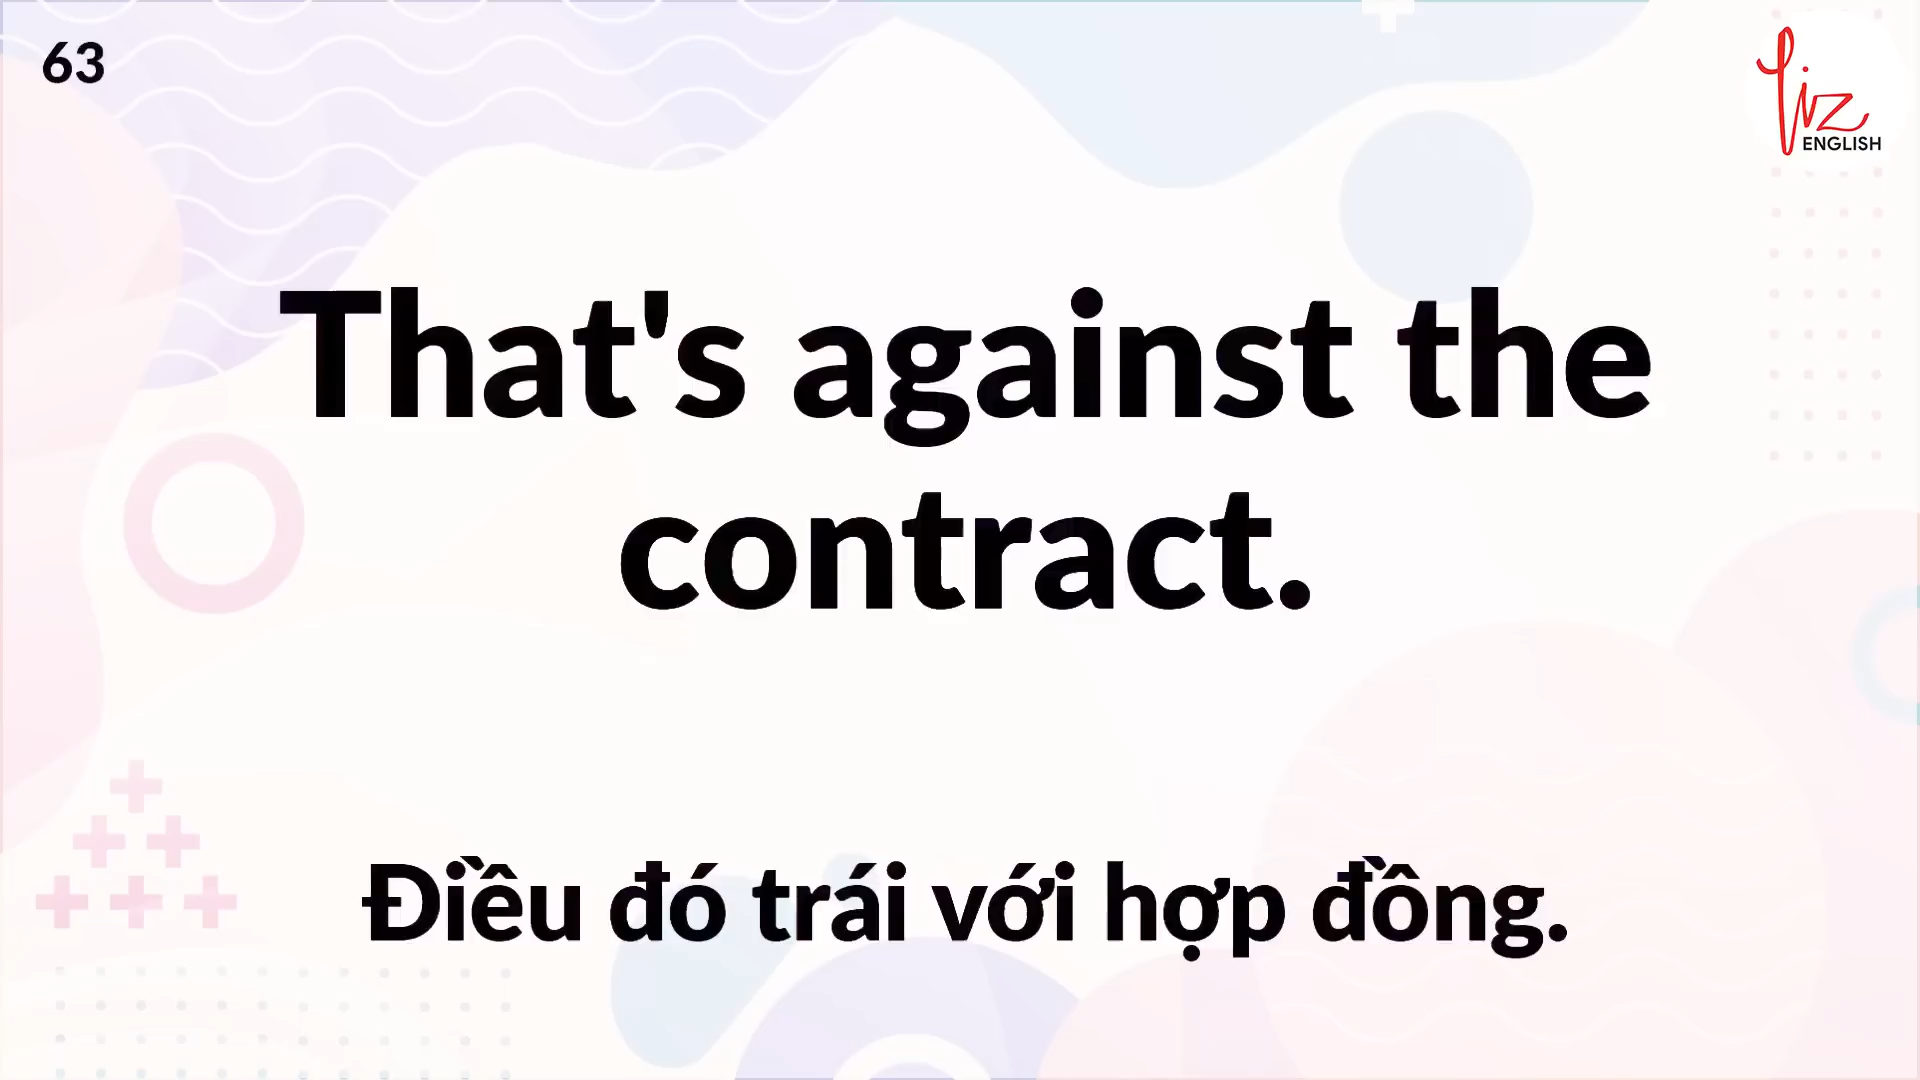 63
Liz
ENGLISH
That's against the
contract.
Điều đó trái với hợp đồng.